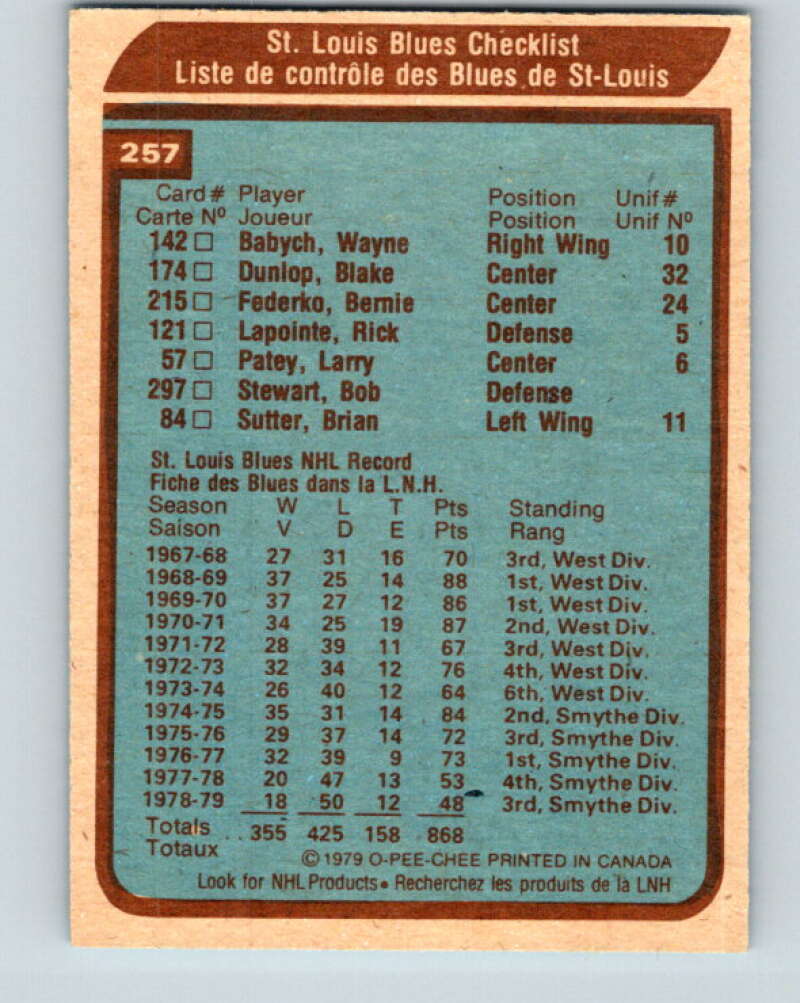 St. Louis Blues Checklist
Liste de contrôle des Blues de St-Louis
257
Card # Player Position Unif #
Carte Nº Joueur Position Unif Nº
142 □ Babych, Wayne Right Wing 10
174 □ Dunlop, Blake Center 32
215 □ Federko, Bernie Center 24
121 □ Lapointe, Rick Defense 5
57 □ Patey, Larry Center 6
297 □ Stewart, Bob Defense
84 □ Sutter, Brian Left Wing 11
St. Louis Blues NHL Record
Fiche des Blues dans la L.N.H.
Season W L T Pts Standing
Saison V D E Pts Rang
1967-68 27 31 16 70 3rd, West Div.
1968-69 37 25 14 88 1st, West Div.
1969-70 37 27 12 86 1st, West Div.
1970-71 34 25 19 87 2nd, West Div.
1971-72 28 39 11 67 3rd, West Div.
1972-73 32 34 12 76 4th, West Div.
1973-74 26 40 12 64 6th, West Div.
1974-75 35 31 14 84 2nd, Smythe Div.
1975-76 29 37 14 72 3rd, Smythe Div.
1976-77 32 39 9 73 1st, Smythe Div.
1977-78 20 47 13 53 4th, Smythe Div.
1978-79 18 50 12 48 3rd, Smythe Div.
Totals .. 355 425 158 868
Totaux
© 1979 O-PEE-CHEE PRINTED IN CANADA
Look for NHL Products • Recherchez les produits de la LNH